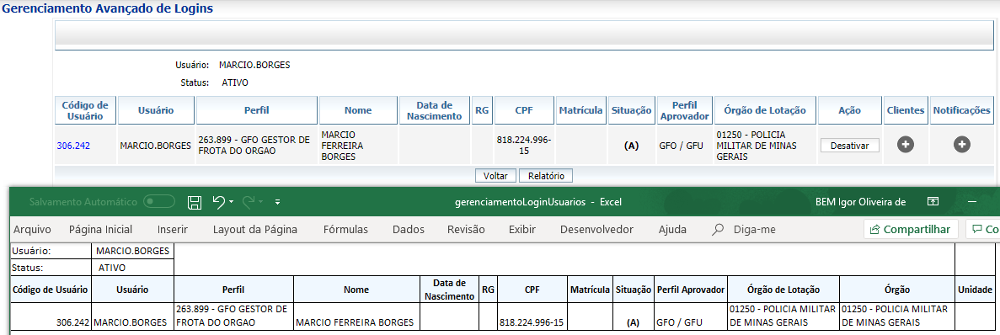 Gerenciamento Avançado de Logins
Usuário: MARCIO.BORGES
Status: ATIVO
Código de Usuário Usuário Perfil Nome Data de Nascimento RG CPF Matrícula Situação Perfil Aprovador Órgão de Lotação Ação Clientes Notificações
306.242 MARCIO.BORGES 263.899 - GFO GESTOR DE FROTA DO ORGAO MARCIO FERREIRA BORGES 818.224.996-15 (A) GFO / GFU 01250 - POLICIA MILITAR DE MINAS GERAIS Desativar
Voltar Relatório
Salvamento Automático gerenciamentoLoginUsuarios - Excel BEM Igor Oliveira de
Arquivo Página Inicial Inserir Layout da Página Fórmulas Dados Revisão Exibir Desenvolvedor Ajuda Diga-me Compartilhar Co
Usuário: MARCIO.BORGES
Status: ATIVO
Código de Usuário Usuário Perfil Nome Data de Nascimento RG CPF Matrícula Situação Perfil Aprovador Órgão de Lotação Órgão Unidade
306.242 MARCIO.BORGES 263.899 - GFO GESTOR DE FROTA DO ORGAO MARCIO FERREIRA BORGES 818.224.996-15 (A) GFO / GFU 01250 - POLICIA MILITAR DE MINAS GERAIS 01250 - POLICIA MILITAR DE MINAS GERAIS